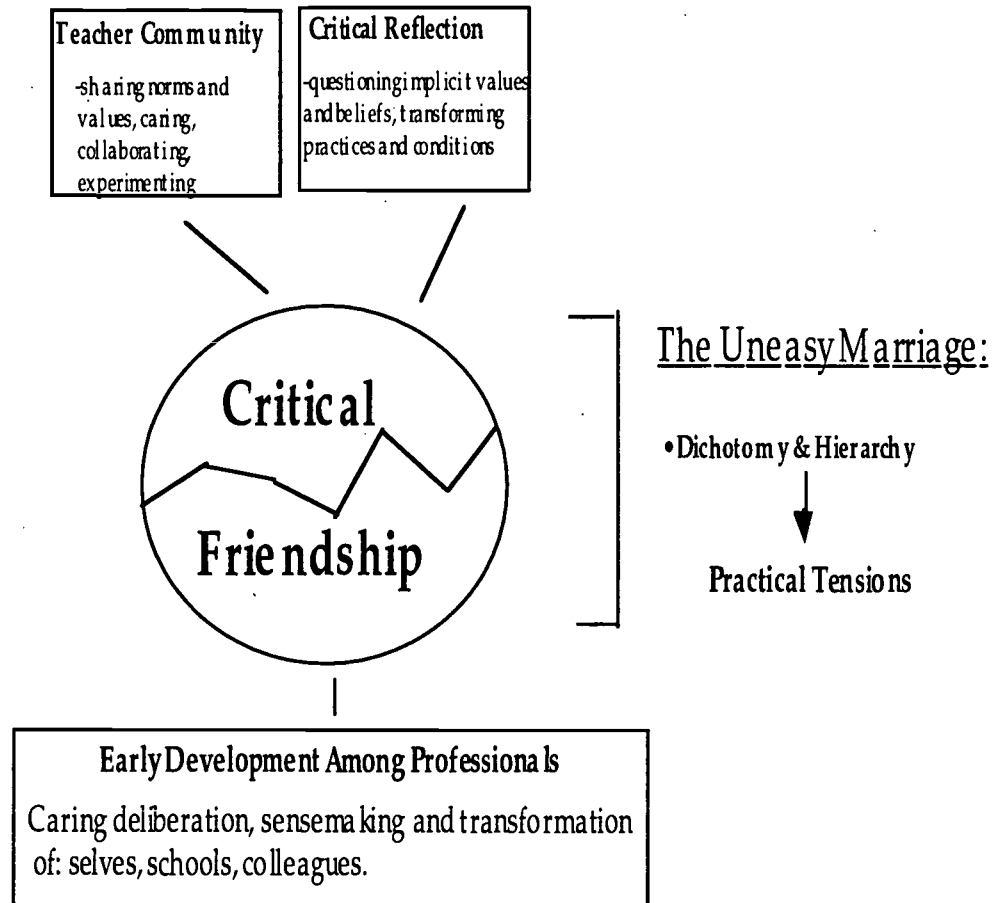 Teacher Community
-sharing norms and
values, caring,
collaborating,
experimenting
Critical Reflection
-questioning implicit values
and beliefs, transforming
practices and conditions
Critical
Friendship
The Uneasy Marriage:
•Dichotomy & Hierarchy
Practical Tensions
Early Development Among Professionals
Caring deliberation, sensemaking and transformation
of: selves, schools, colleagues.